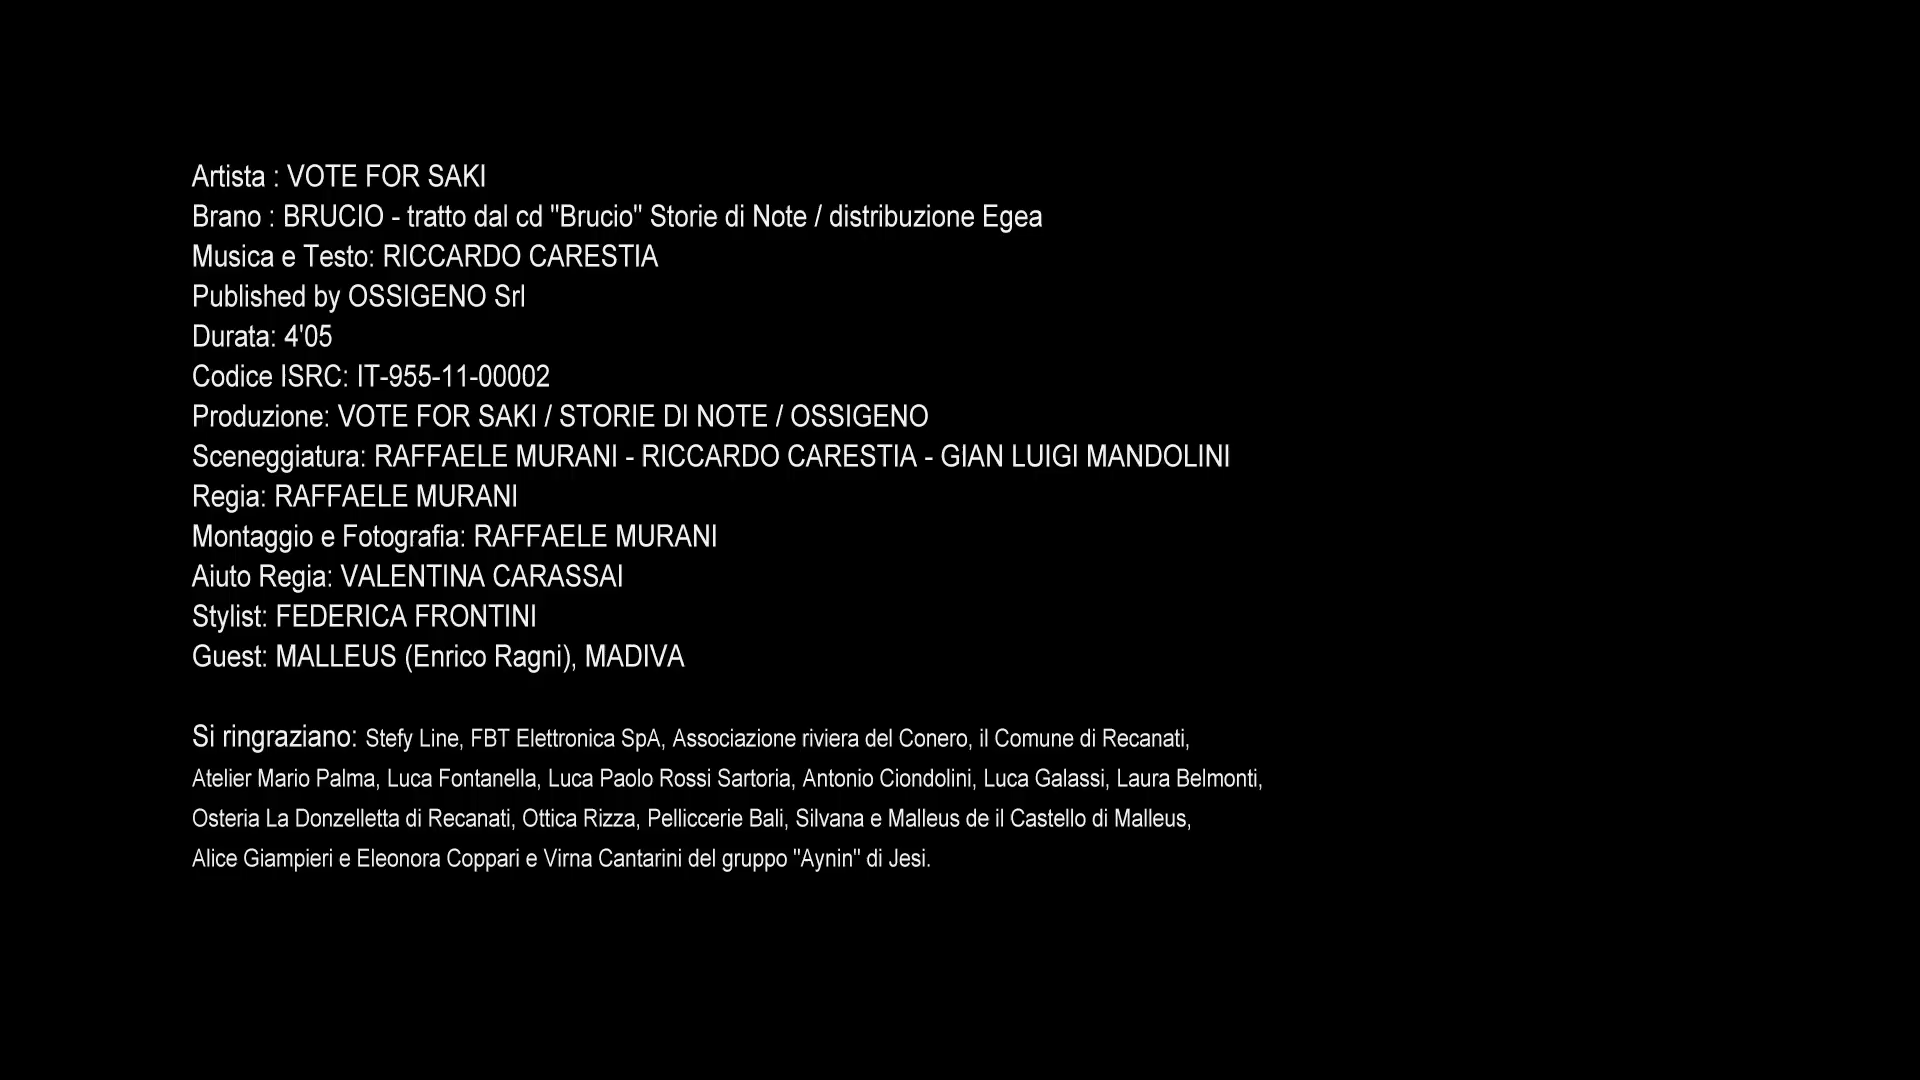 Artista : VOTE FOR SAKI
Brano : BRUCIO - tratto dal cd "Brucio" Storie di Note / distribuzione Egea
Musica e Testo: RICCARDO CARESTIA
Published by OSSIGENO Srl
Durata: 4'05
Codice ISRC: IT-955-11-00002
Produzione: VOTE FOR SAKI / STORIE DI NOTE / OSSIGENO
Sceneggiatura: RAFFAELE MURANI - RICCARDO CARESTIA - GIAN LUIGI MANDOLINI
Regia: RAFFAELE MURANI
Montaggio e Fotografia: RAFFAELE MURANI
Aiuto Regia: VALENTINA CARASSAI
Stylist: FEDERICA FRONTINI
Guest: MALLEUS (Enrico Ragni), MADIVA
Si ringraziano: Stefy Line, FBT Elettronica SpA, Associazione riviera del Conero, il Comune di Recanati,
Atelier Mario Palma, Luca Fontanella, Luca Paolo Rossi Sartoria, Antonio Ciondolini, Luca Galassi, Laura Belmonti,
Osteria La Donzelletta di Recanati, Ottica Rizza, Pelliccerie Bali, Silvana e Malleus de il Castello di Malleus,
Alice Giampieri e Eleonora Coppari e Virna Cantarini del gruppo "Aynin" di Jesi.